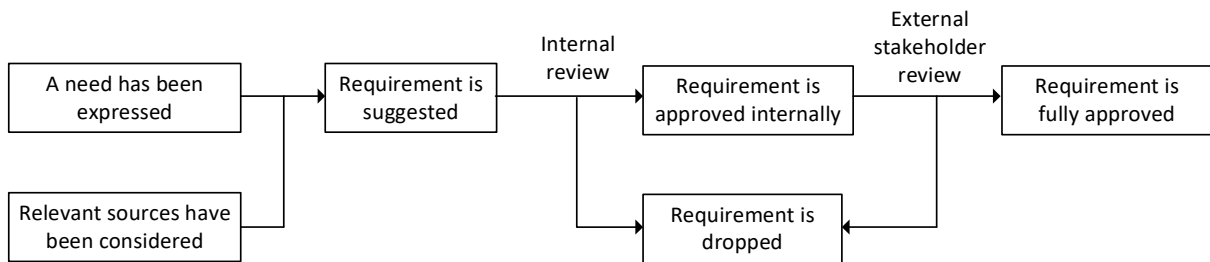 A need has been
expressed
Requirement is
suggested
Internal
review
Requirement is
approved internally
External
stakeholder
review
Requirement is
fully approved
Relevant sources have
been considered
Requirement is
dropped